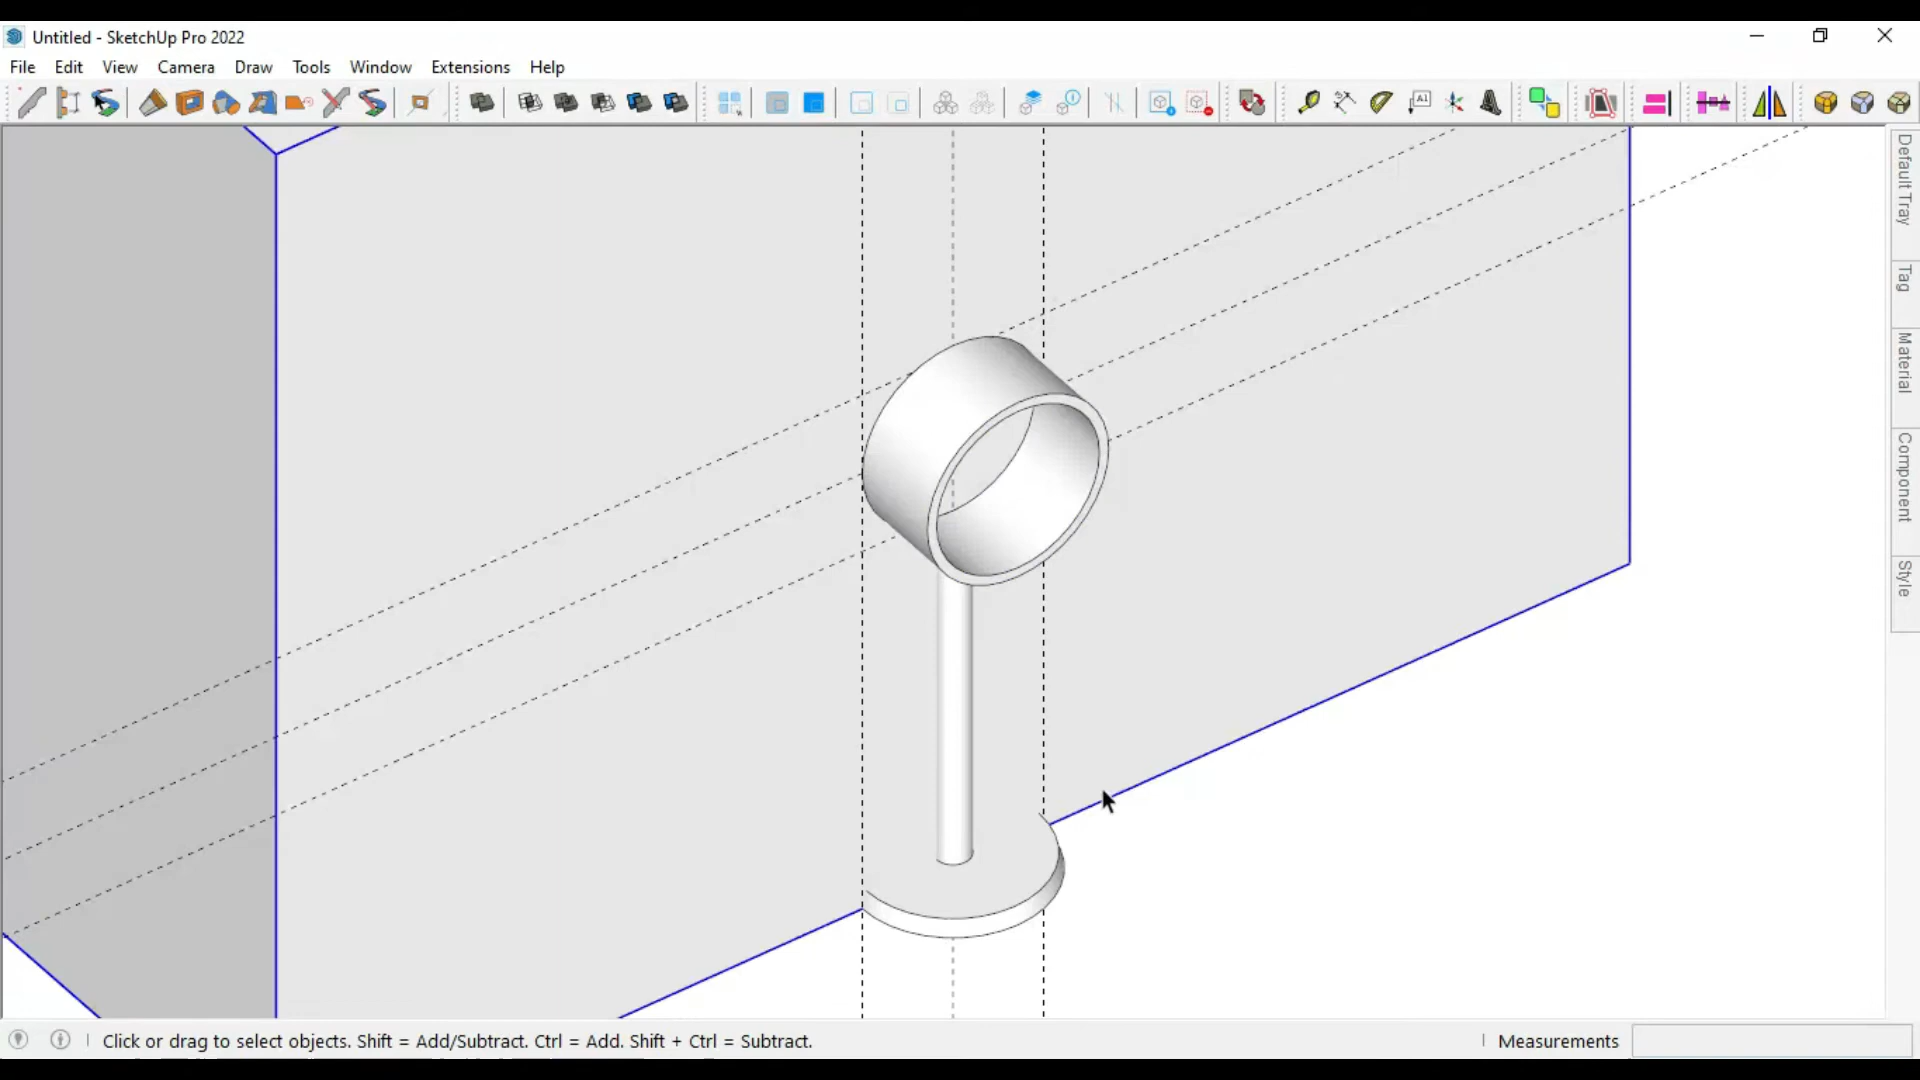 Untitled - SketchUp Pro 2022
File Edit View Camera Draw Tools Window Extensions Help
A1
Default Tray
Tag
Material
Component
Style
Click or drag to select objects. Shift = Add/Subtract. Ctrl = Add. Shift + Ctrl = Subtract.
Measurements